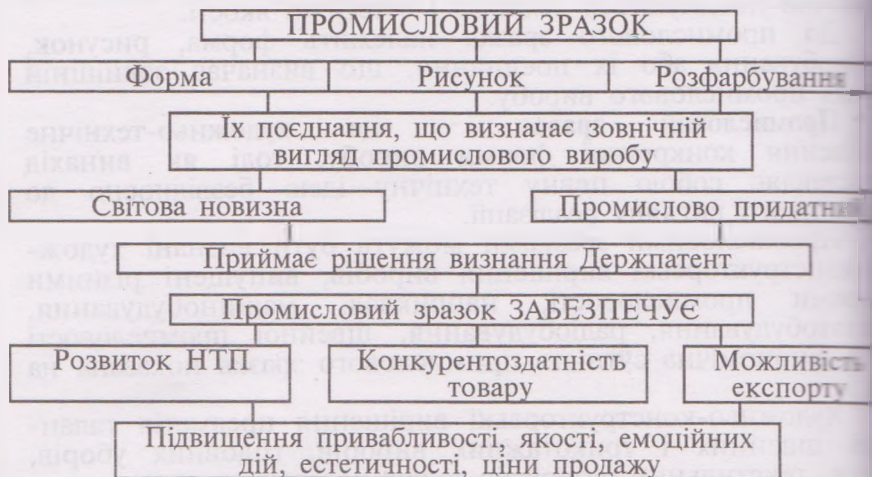 ПРОМИСЛОВИЙ ЗРАЗОК
Форма Рисунок Розфарбування
Їх поєднання, що визначає зовнішній
вигляд промислового виробу
Світова новизна Промислово придатний
Приймає рішення визнання Держпатент
Промисловий зразок ЗАБЕЗПЕЧУЄ
Розвиток НТП Конкурентоздатність Можливість
товару експорту
Підвищення привабливості, якості, емоційних
дій, естетичності, ціни продажу